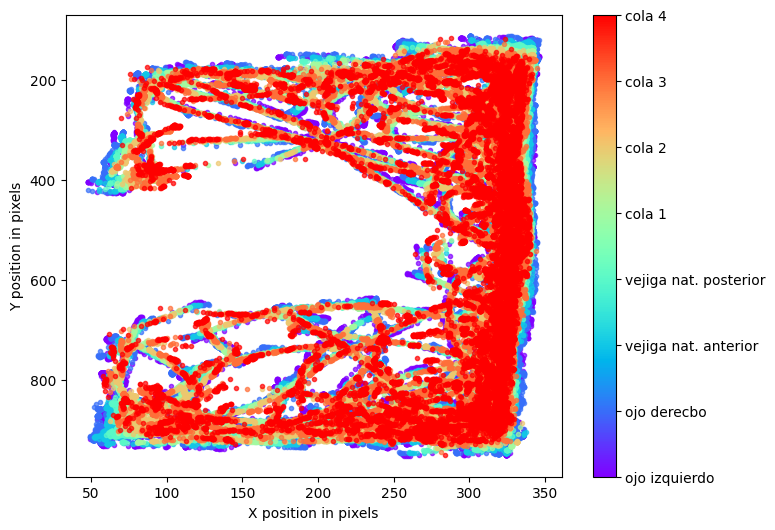 cola 4
cola 3
cola 2
cola 1
vejiga nat. posterior
vejiga nat. anterior
ojo derecbo
ojo izquierdo
200
400
600
800
Y position in pixels
50 100 150 200 250 300 350
X position in pixels